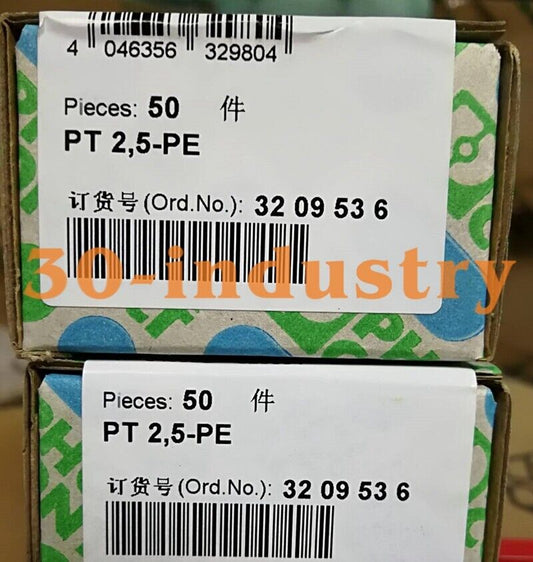 4 046356 329804
Pieces: 50 件
PT 2,5-PE
订货号(Ord.No.): 32 09 53 6
30-industry
Pieces: 50 件
PT 2,5-PE
订货号(Ord.No.): 32 09 53 6